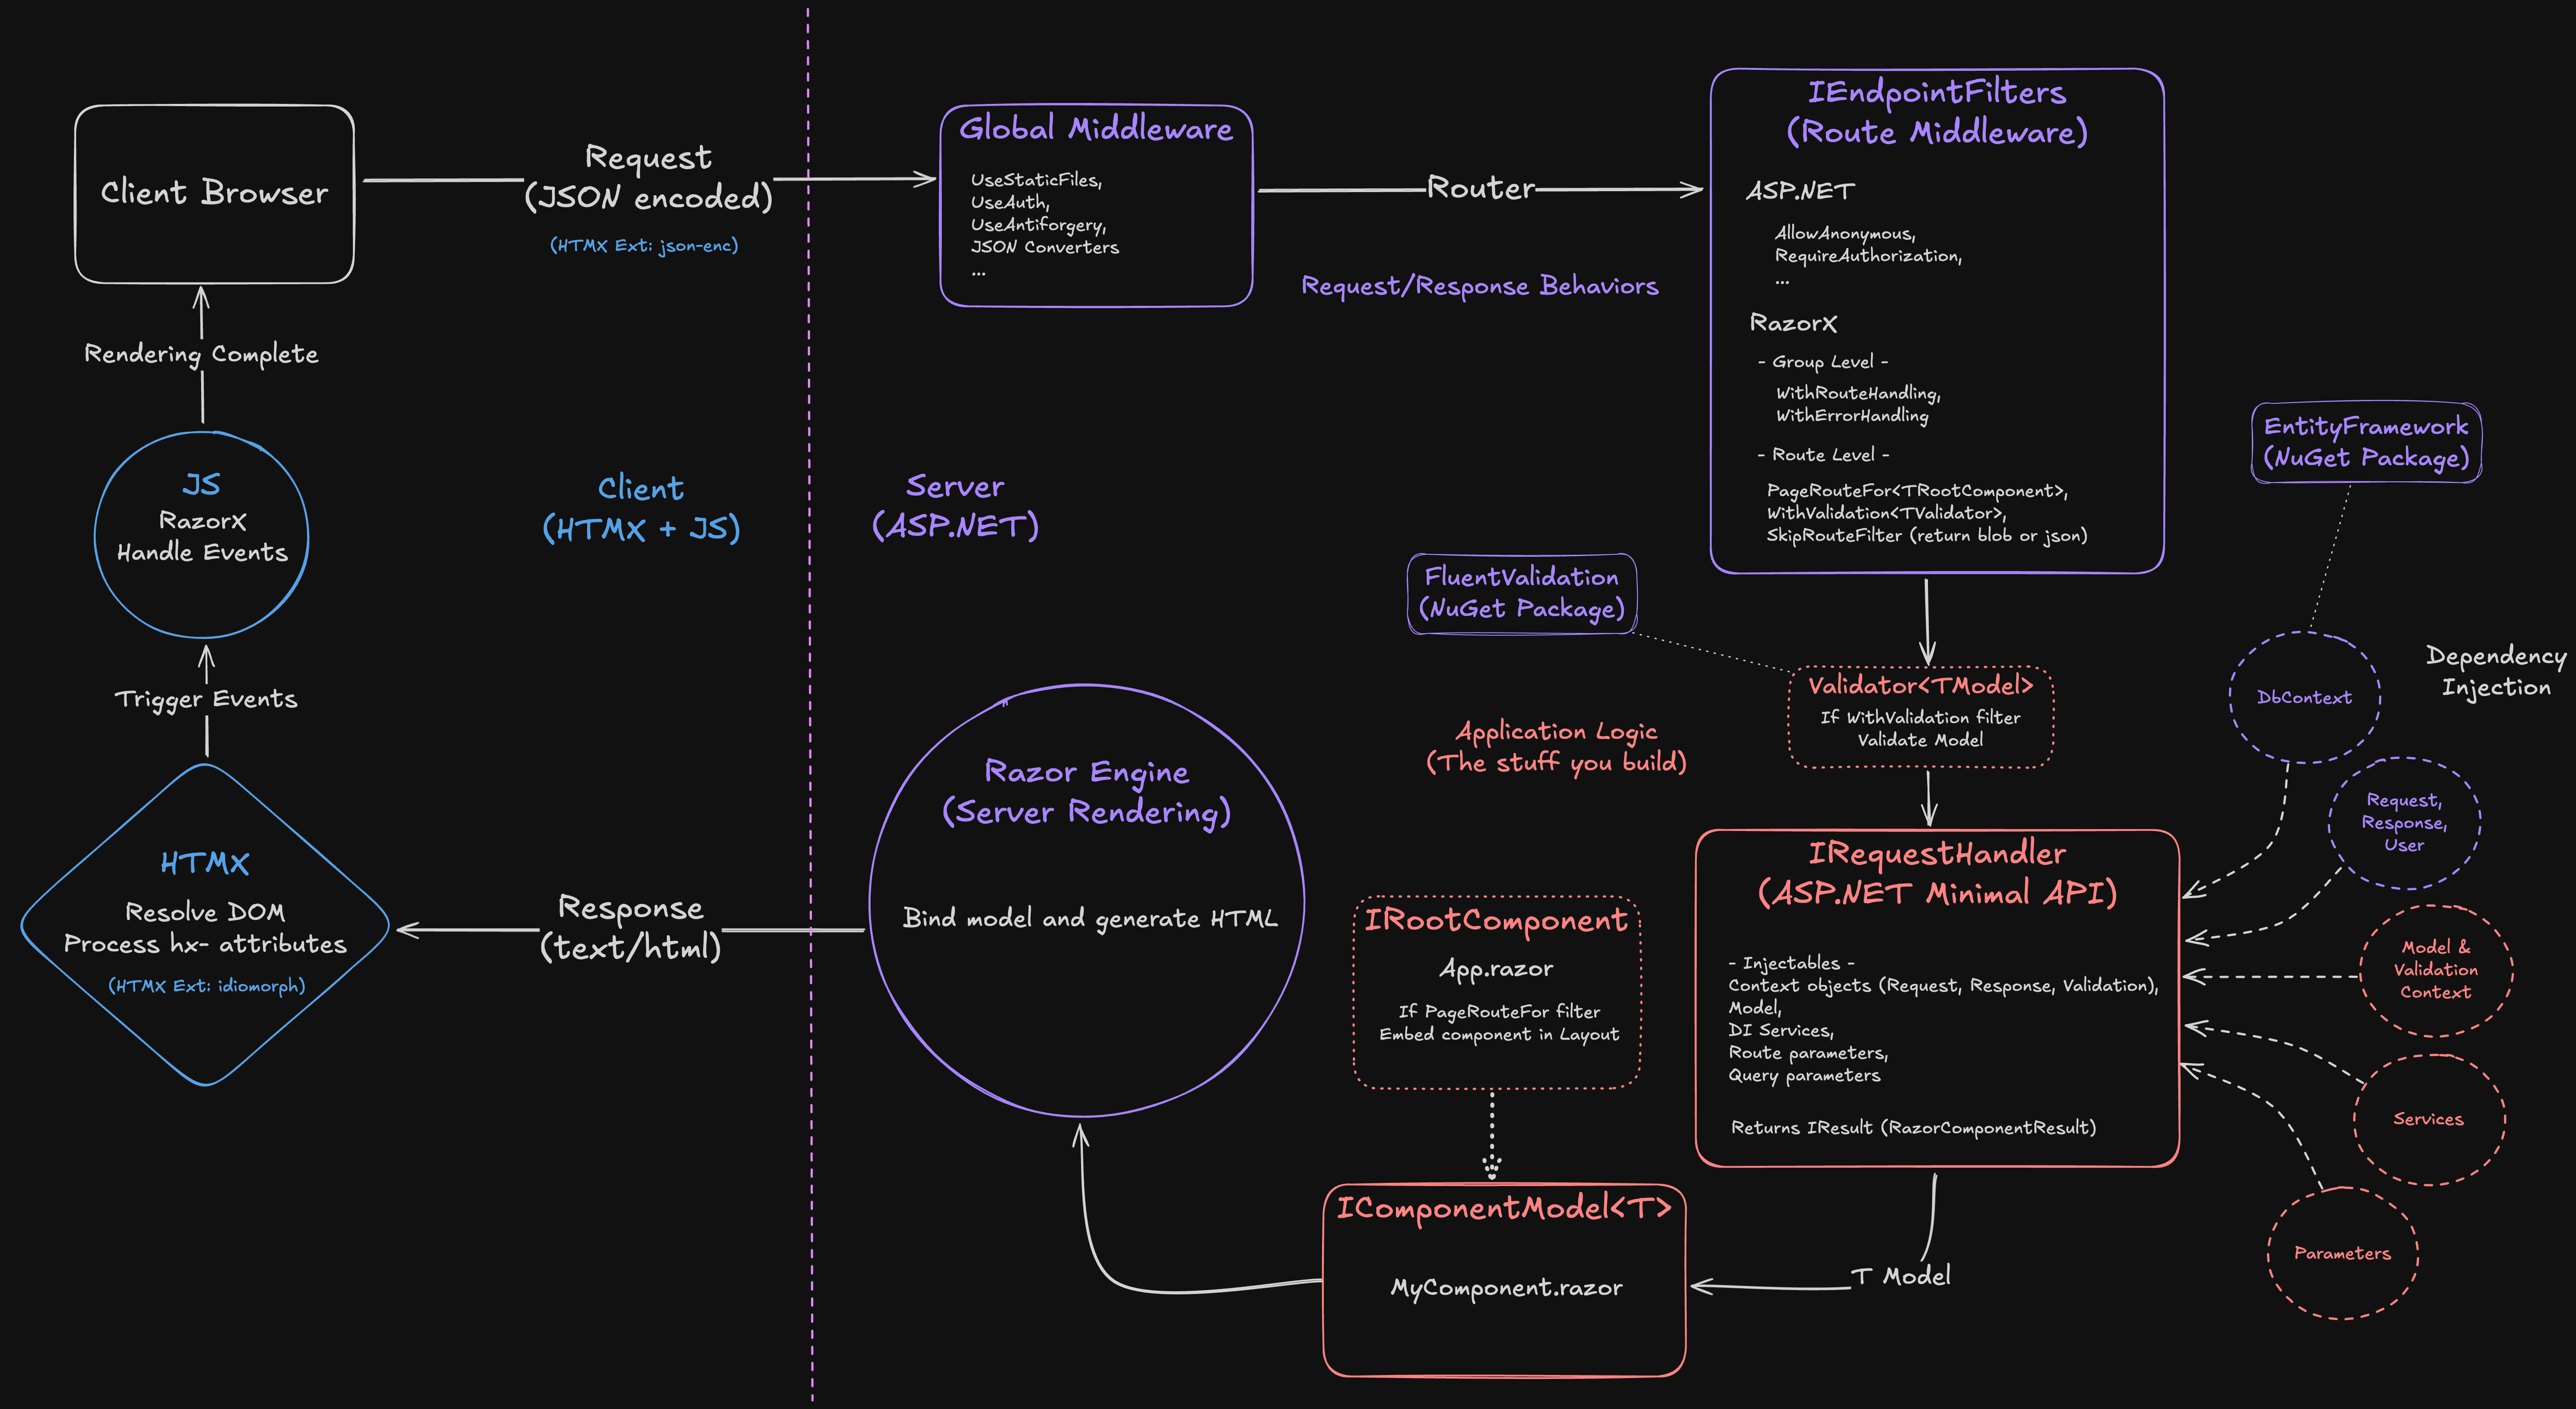 Client Browser
Request
(JSON encoded)
(HTMX Ext: json-enc)
Global Middleware
UseStaticFiles,
UseAuth,
UseAntiforgery,
JSON Converters
...
Router
Request/Response Behaviors
IEndpointFilters
(Route Middleware)
ASP.NET
AllowAnonymous,
RequireAuthorization,
...
RazorX
- Group Level -
WithRouteHandling,
WithErrorHandling
- Route Level -
PageRouteFor<TRootComponent>,
WithValidation<TValidator>,
SkipRouteFilter (return blob or json)
Rendering Complete
JS
RazorX
Handle Events
Client
(HTMX + JS)
Server
(ASP.NET)
EntityFramework
(NuGet Package)
FluentValidation
(NuGet Package)
Validator<TModel>
If WithValidation filter
Validate Model
DbContext
Dependency
Injection
Trigger Events
Application Logic
(The stuff you build)
Razor Engine
(Server Rendering)
Bind model and generate HTML
Request,
Response,
User
HTMX
Resolve DOM
Process hx- attributes
(HTMX Ext: idiomorph)
Response
(text/html)
IRootComponent
App.razor
If PageRouteFor filter
Embed component in Layout
IRequestHandler
(ASP.NET Minimal API)
- Injectables -
Context objects (Request, Response, Validation),
Model,
DI Services,
Route parameters,
Query parameters
Returns IResult (RazorComponentResult)
Model &
Validation
Context
Services
Parameters
IComponentModel<T>
MyComponent.razor
T Model